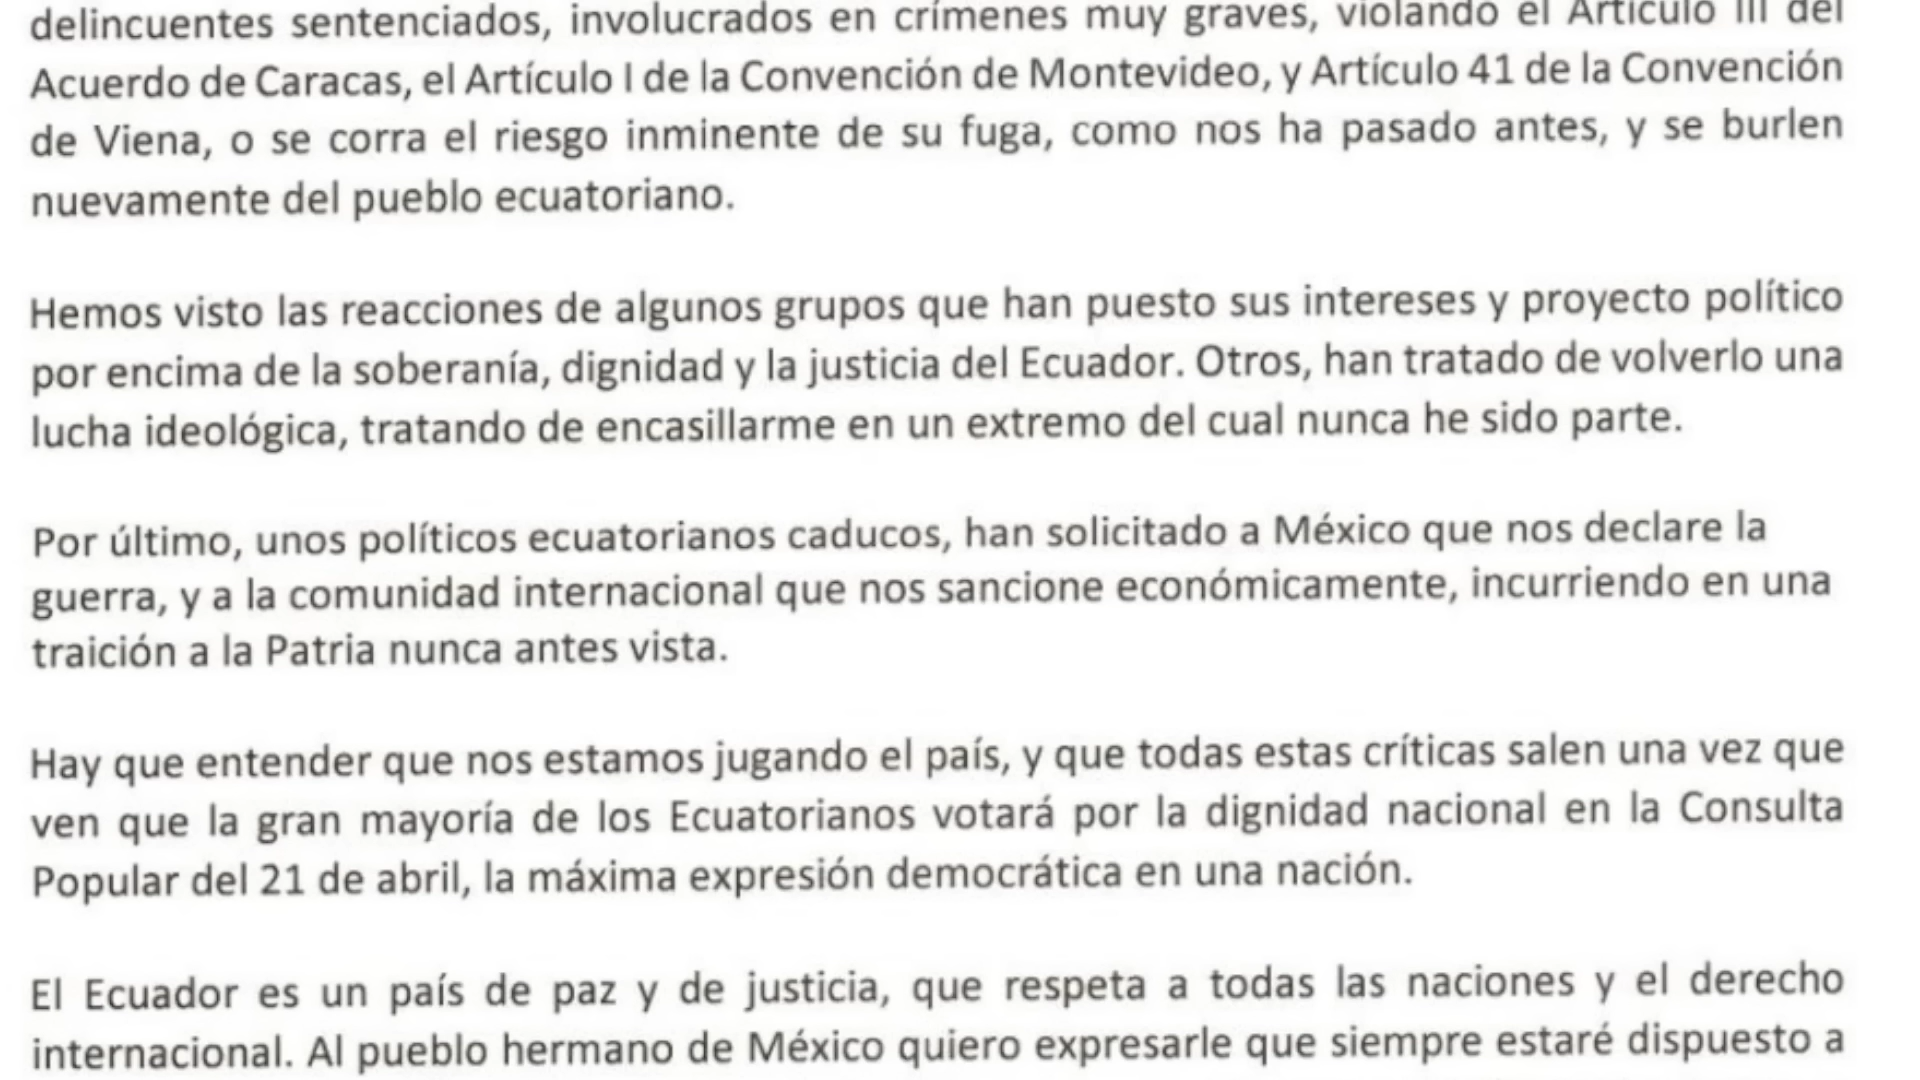 delincuentes sentenciados, involucrados en crímenes muy graves, violando el Artículo III del
Acuerdo de Caracas, el Artículo I de la Convención de Montevideo, y Artículo 41 de la Convención
de Viena, o se corra el riesgo inminente de su fuga, como nos ha pasado antes, y se burlen
nuevamente del pueblo ecuatoriano.
Hemos visto las reacciones de algunos grupos que han puesto sus intereses y proyecto político
por encima de la soberanía, dignidad y la justicia del Ecuador. Otros, han tratado de volverlo una
lucha ideológica, tratando de encasillarme en un extremo del cual nunca he sido parte.
Por último, unos políticos ecuatorianos caducos, han solicitado a México que nos declare la
guerra, y a la comunidad internacional que nos sancione económicamente, incurriendo en una
traición a la Patria nunca antes vista.
Hay que entender que nos estamos jugando el país, y que todas estas críticas salen una vez que
ven que la gran mayoría de los Ecuatorianos votará por la dignidad nacional en la Consulta
Popular del 21 de abril, la máxima expresión democrática en una nación.
El Ecuador es un país de paz y de justicia, que respeta a todas las naciones y el derecho
internacional. Al pueblo hermano de México quiero expresarle que siempre estaré dispuesto a